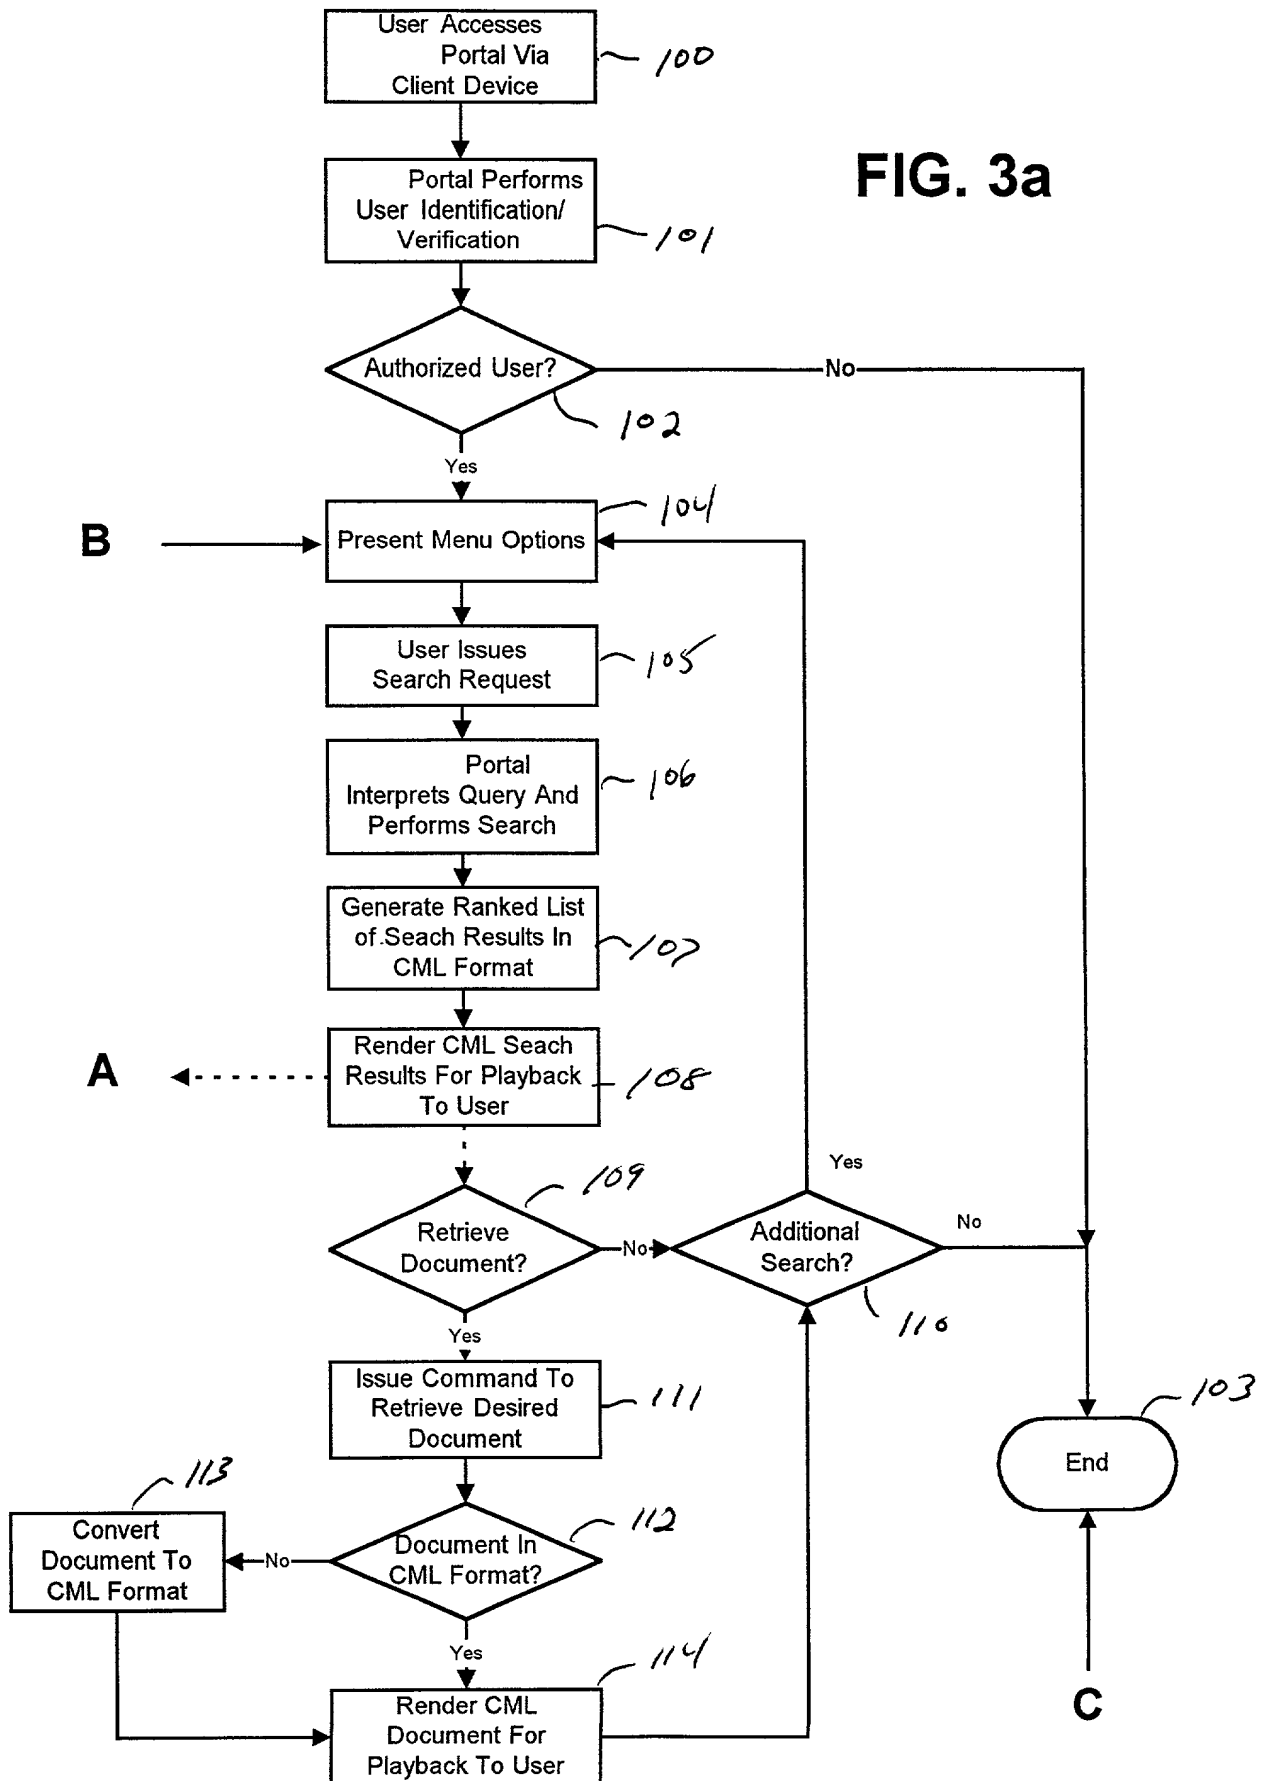 User Accesses
Portal Via
Client Device
100
FIG. 3a
Portal Performs
User Identification/
Verification
101
Authorized User?
No
102
Yes
104
B
Present Menu Options
User Issues
Search Request
105
Portal
Interprets Query And
Performs Search
106
Generate Ranked List
of Seach Results In
CML Format
107
Render CML Seach
Results For Playback
To User
108
A
109
Yes
Retrieve
Document?
No
Additional
Search?
No
110
Yes
Issue Command To
Retrieve Desired
Document
111
103
End
113
Convert
Document To
CML Format
No
Document In
CML Format?
112
Yes
114
Render CML
Document For
Playback To User
C